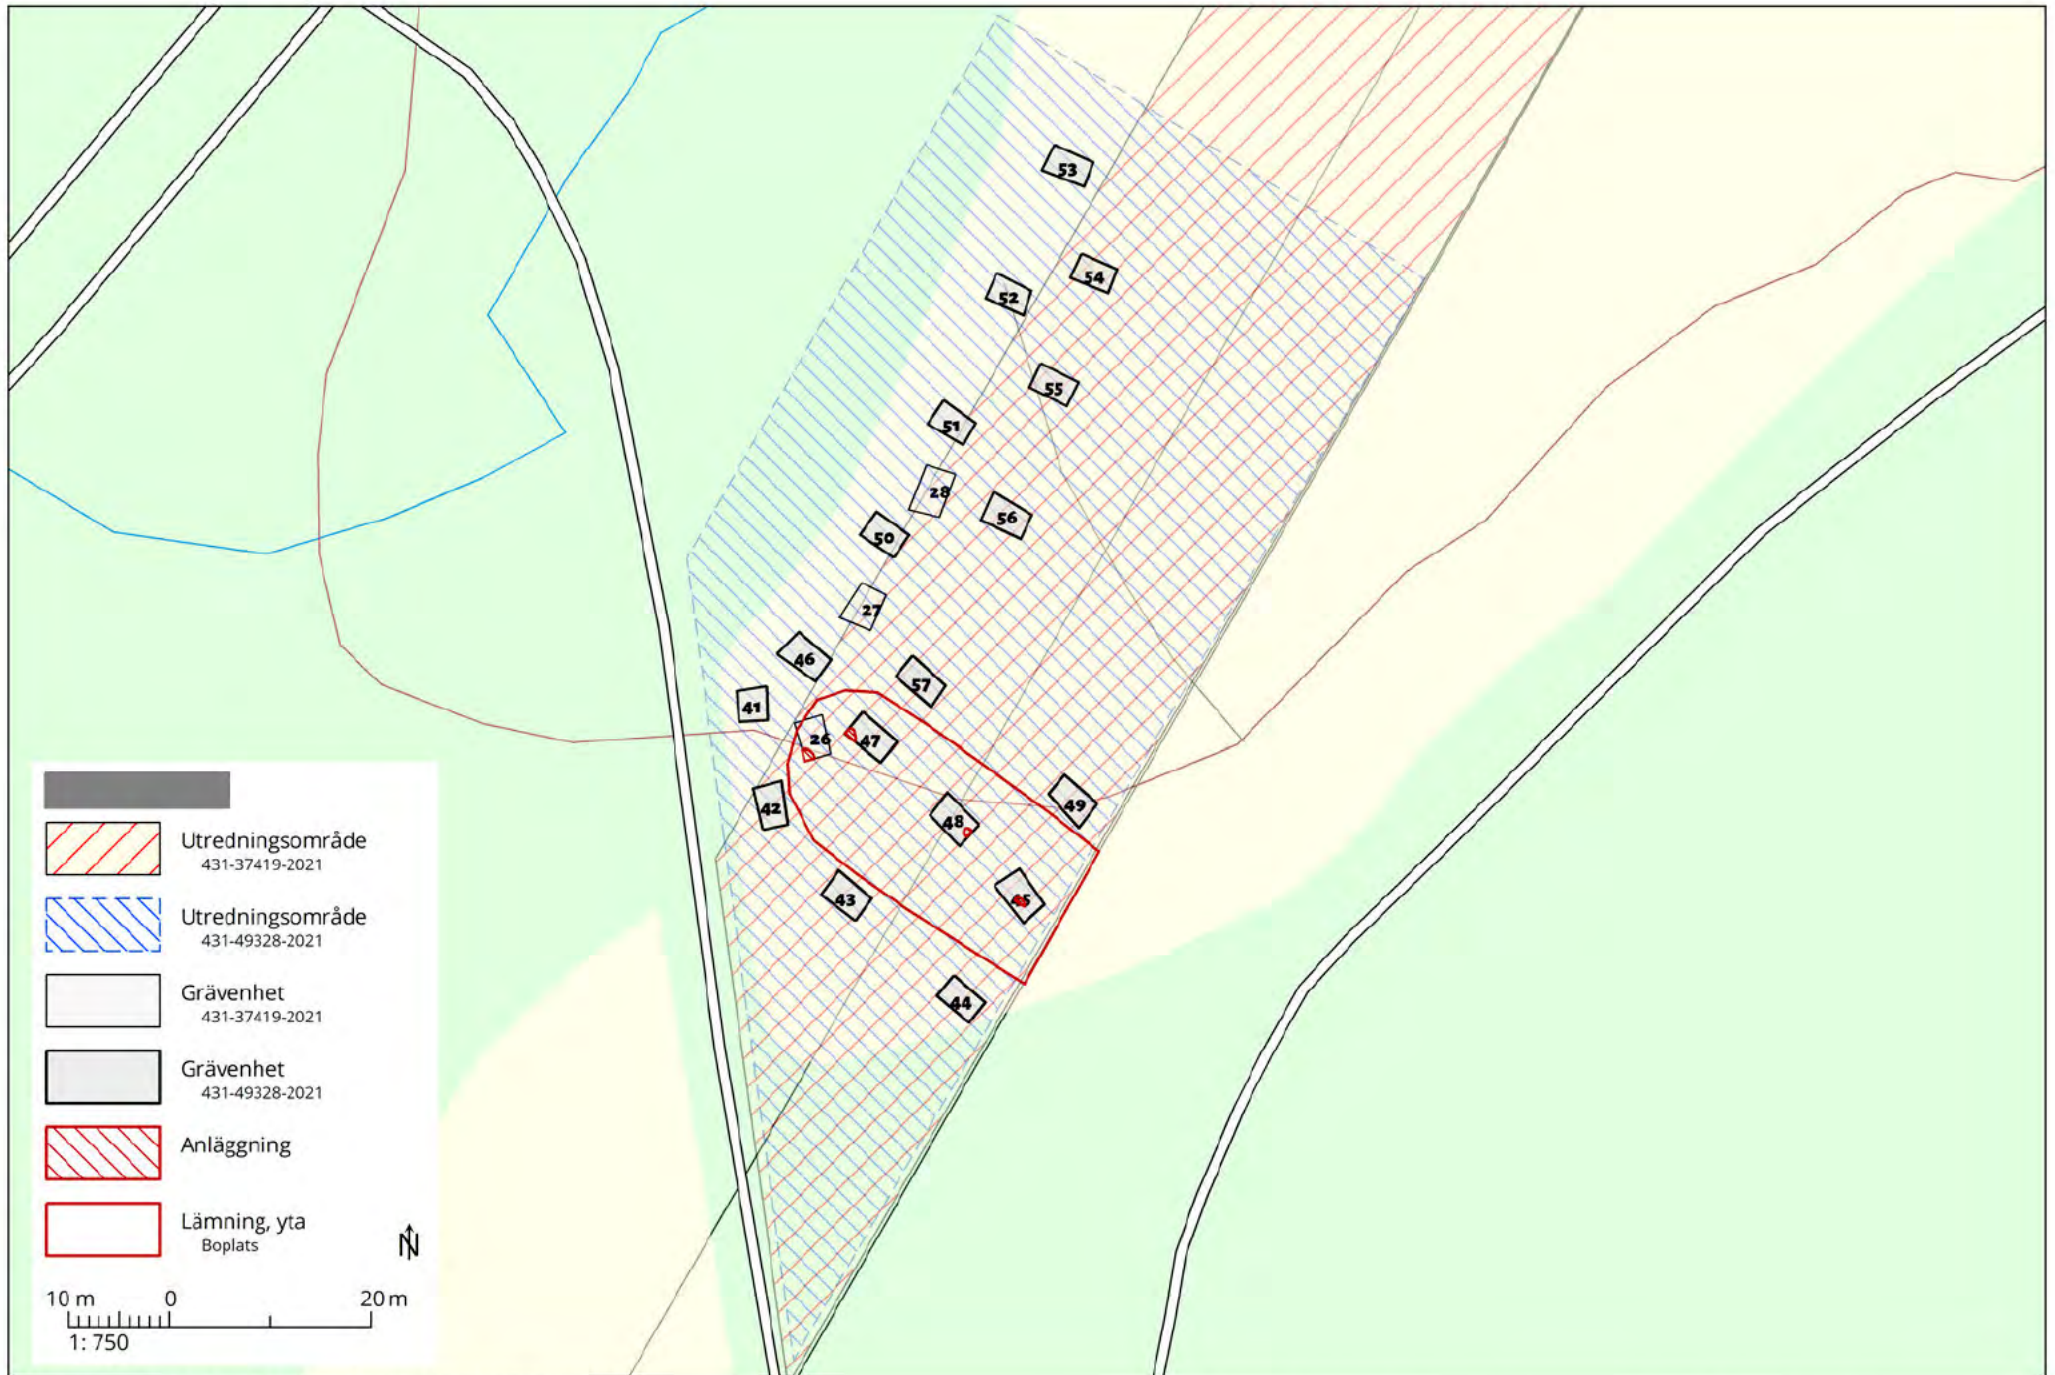 53
54
52
55
51
28
56
50
27
46
57
41
26
47
42
48
49
43
45
44
Utredningsområde
431-37419-2021
Utredningsområde
431-49328-2021
Grävenhet
431-37419-2021
Grävenhet
431-49328-2021
Anläggning
Lämning, yta
Boplats
N
10 m 0 20 m
1: 750